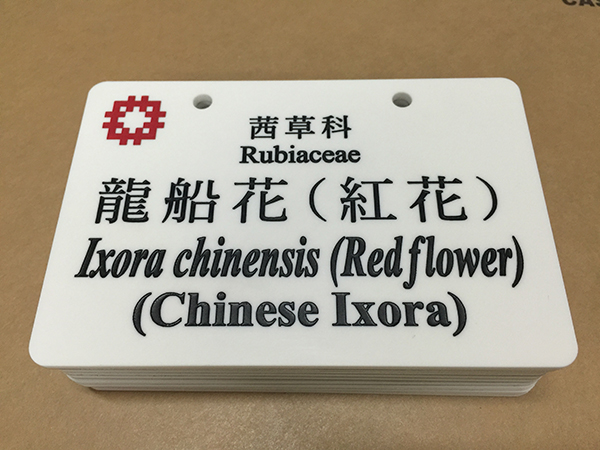 茜草科
Rubiaceae
龍船花(紅花)
Ixora chinensis (Red flower)
(Chinese Ixora)